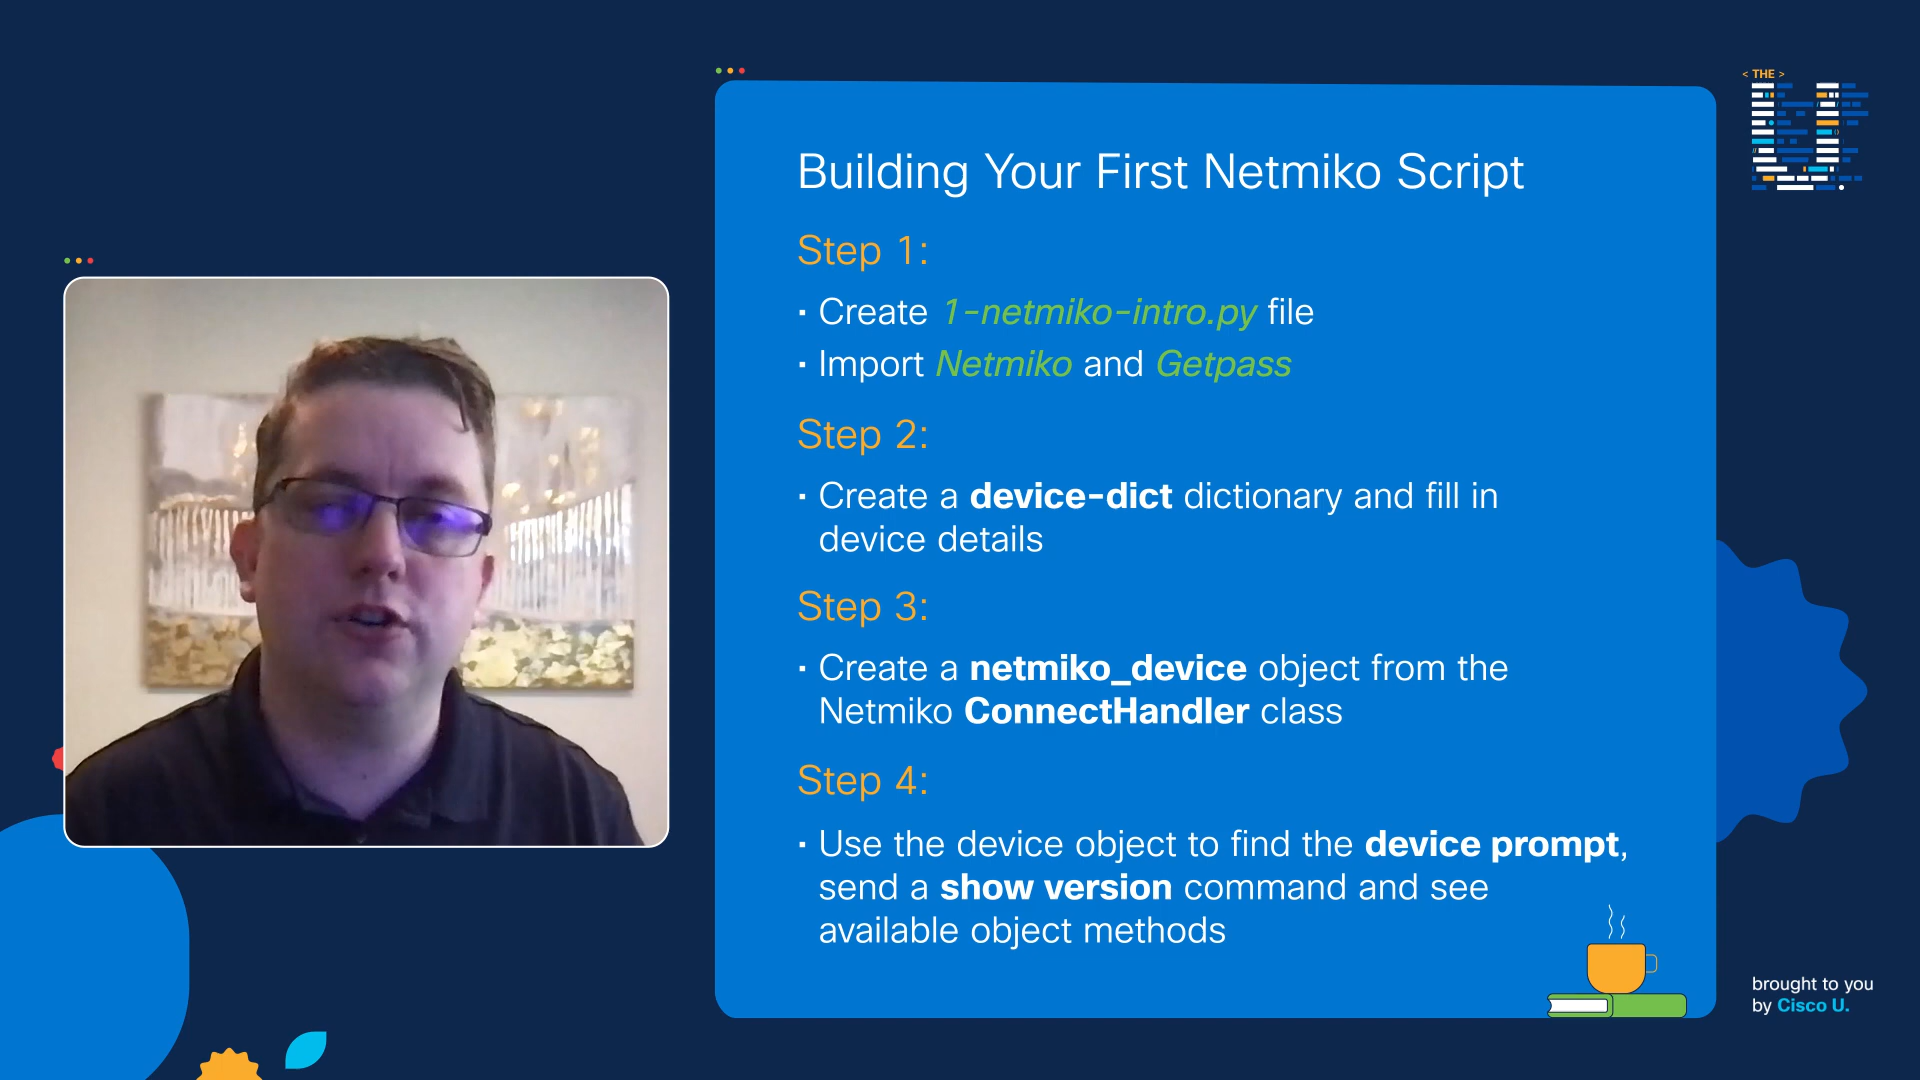 < THE >
Building Your First Netmiko Script
Step 1:
· Create 1-netmiko-intro.py file
· Import Netmiko and Getpass
Step 2:
· Create a device-dict dictionary and fill in
device details
Step 3:
· Create a netmiko_device object from the
Netmiko ConnectHandler class
Step 4:
· Use the device object to find the device prompt,
send a show version command and see
available object methods
brought to you
by Cisco U.